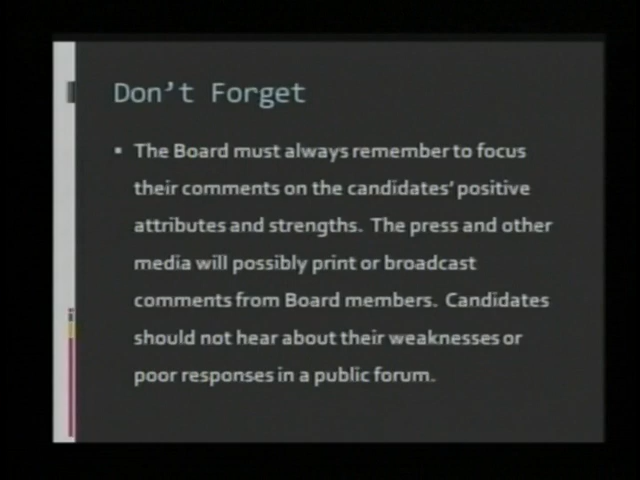 Don't Forget
▪ The Board must always remember to focus
their comments on the candidates' positive
attributes and strengths.  The press and other
media will possibly print or broadcast
comments from Board members.  Candidates
should not hear about their weaknesses or
poor responses in a public forum.